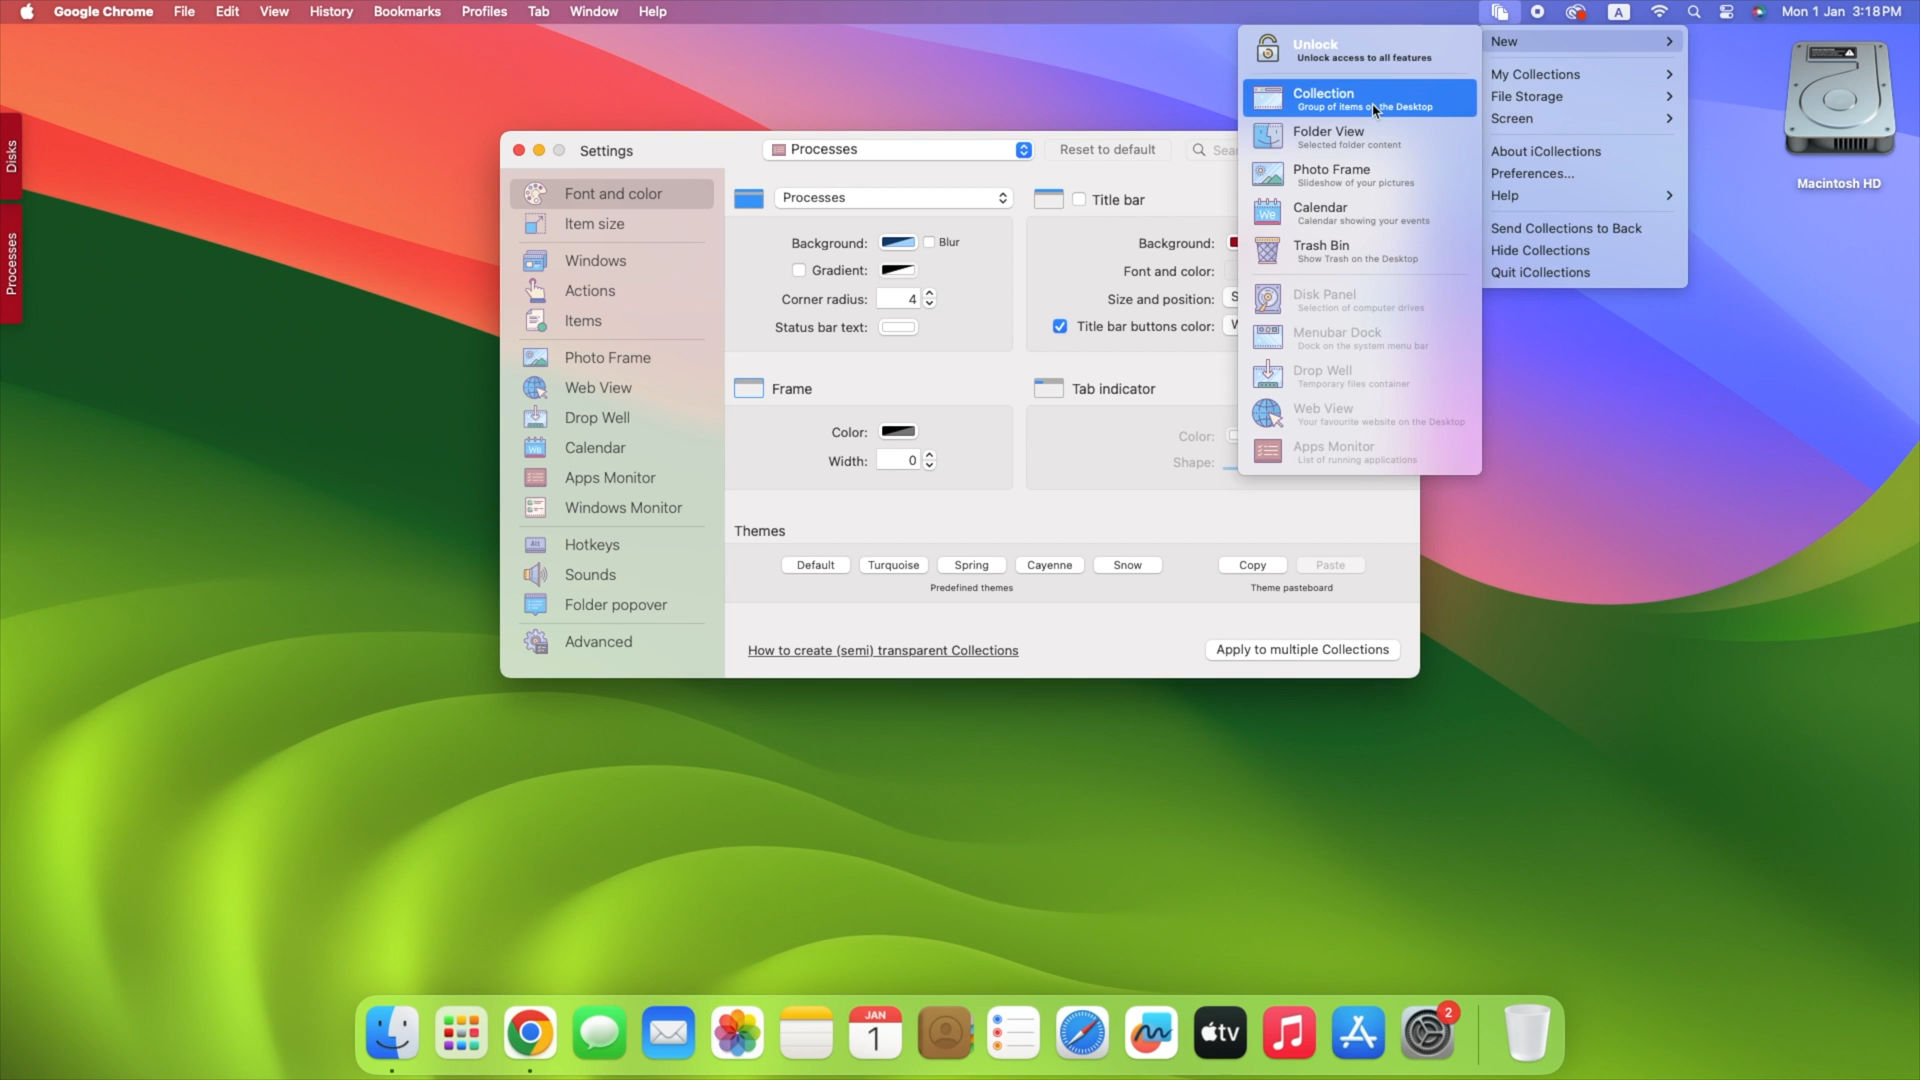 Google Chrome File Edit View History Bookmarks Profiles Tab Window Help A Mon 1 Jan 3:18PM
Unlock
Unlock access to all features
Collection
Group of items on the Desktop
Folder View
Selected folder content
Photo Frame
Slideshow of your pictures
We
Calendar
Calendar showing your events
Trash Bin
Show Trash on the Desktop
Disk Panel
Selection of computer drives
Menubar Dock
Dock on the system menu bar
Drop Well
Temporary files container
Web View
Your favourite website on the Desktop
Apps Monitor
List of running applications
New
My Collections
File Storage
Screen
About iCollections
Preferences...
Help
Send Collections to Back
Hide Collections
Quit iCollections
Macintosh HD
Disks
Processes
Settings
Processes
Reset to default
Sea
Font and color
Item size
Windows
Actions
Items
Photo Frame
Web View
Drop Well
We
Calendar
Apps Monitor
Windows Monitor
Alt
Hotkeys
Sounds
Folder popover
Advanced
Processes
Background: Blur
Gradient:
Corner radius: 4
Status bar text:
Title bar
Background:
Font and color:
Size and position: S
Title bar buttons color: W
Frame
Color:
Width: 0
Tab indicator
Color:
Shape:
Themes
Default Turquoise Spring Cayenne Snow Copy Paste
Predefined themes Theme pasteboard
How to create (semi) transparent Collections Apply to multiple Collections
JAN
1
tv
2